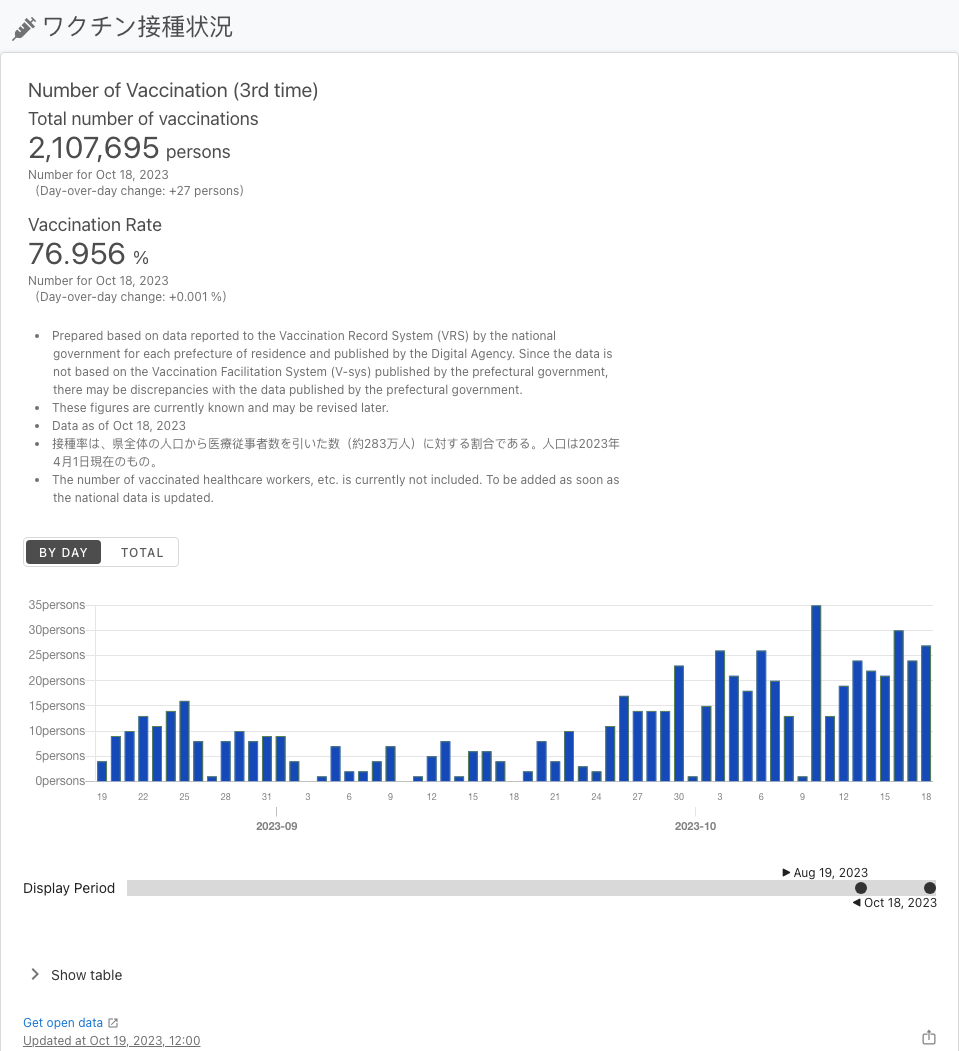 ワクチン接種状況
Number of Vaccination (3rd time)
Total number of vaccinations
2,107,695 persons
Number for Oct 18, 2023
(Day-over-day change: +27 persons)
Vaccination Rate
76.956 %
Number for Oct 18, 2023
(Day-over-day change: +0.001 %)
• Prepared based on data reported to the Vaccination Record System (VRS) by the national
government for each prefecture of residence and published by the Digital Agency. Since the data is
not based on the Vaccination Facilitation System (V-sys) published by the prefectural government,
there may be discrepancies with the data published by the prefectural government.
• These figures are currently known and may be revised later.
• Data as of Oct 18, 2023
• 接種率は、県全体の人口から医療従事者数を引いた数（約283万人）に対する割合である。人口は2023年
4月1日現在のもの。
• The number of vaccinated healthcare workers, etc. is currently not included. To be added as soon as
the national data is updated.
BY DAY TOTAL
35persons
30persons
25persons
20persons
15persons
10persons
5persons
0persons
19 22 25 28 31 3 6 9 12 15 18 21 24 27 30 3 6 9 12 15 18
2023-09 2023-10
▶ Aug 19, 2023
Display Period
◀ Oct 18, 2023
Show table
Get open data
Updated at Oct 19, 2023, 12:00